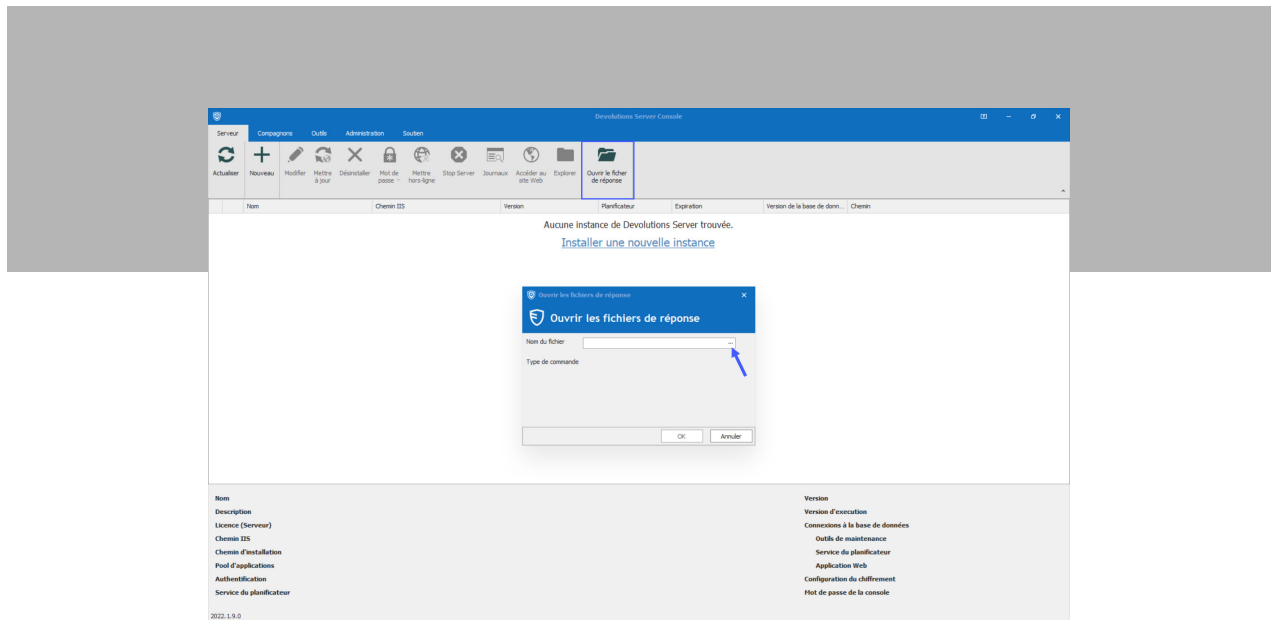 Devolutions Server Console
Serveur Compagnons Outils Administration Soutien
Actualiser Nouveau Modifier Mettre à jour Désinstaller Mot de passe Mettre hors-ligne Stop Server Journaux Accéder au site Web Explorer Ouvrir le ficher de réponse
Nom Chemin IIS Version Planificateur Expiration Version de la base de donn... Chemin
Aucune instance de Devolutions Server trouvée.
Installer une nouvelle instance
Ouvrir les fichiers de réponse
Ouvrir les fichiers de réponse
Nom du fichier ...
Type de commande
OK Annuler
Nom
Description
Licence (Serveur)
Chemin IIS
Chemin d'installation
Pool d'applications
Authentification
Service du planificateur
Version
Version d'execution
Connexions à la base de données
Outils de maintenance
Service du planificateur
Application Web
Configuration du chiffrement
Mot de passe de la console
2022.1.9.0